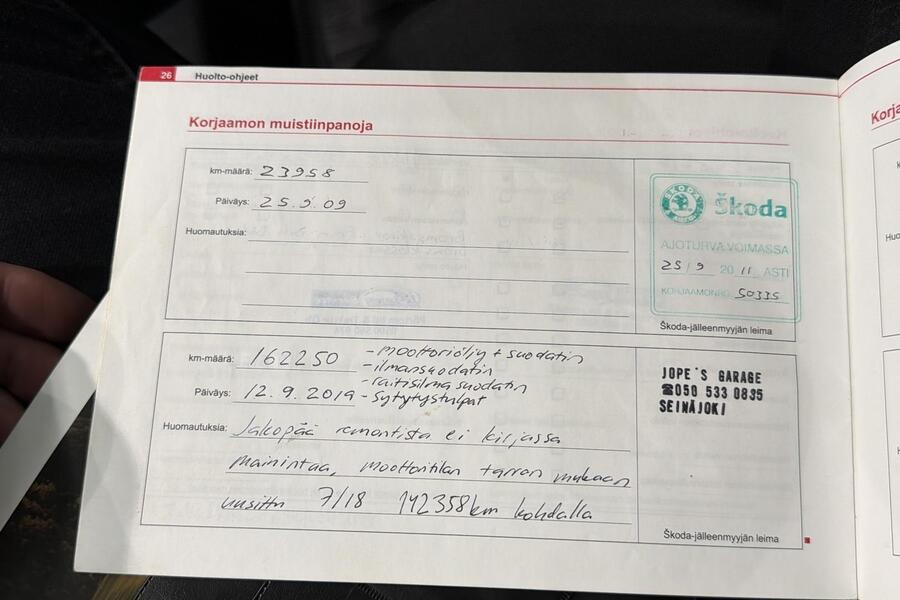 26 Huolto-ohjeet
Korjaamon muistiinpanoja
km-määrä: 23958
Päiväys: 25.9.09
Huomautuksia:
ŠKODA Škoda
AJOTURVA VOIMASSA
25/9 2011 ASTI
KORJAAMONRO 50335
Škoda-jälleenmyyjän leima
km-määrä: 162250
- moottoriöljy + suodatin
- ilmansuodatin
- raitisilma suodatin
Päiväys: 12.9.2019 - sytytystulpat
Huomautuksia: Jakopää remontista ei kirjassa
mainintaa, moottoritilan tarran mukaan
uusittu 7/18 142358km kohdalla
JOPE'S GARAGE
☎050 533 0835
SEINÄJOKI
Škoda-jälleenmyyjän leima
Korja